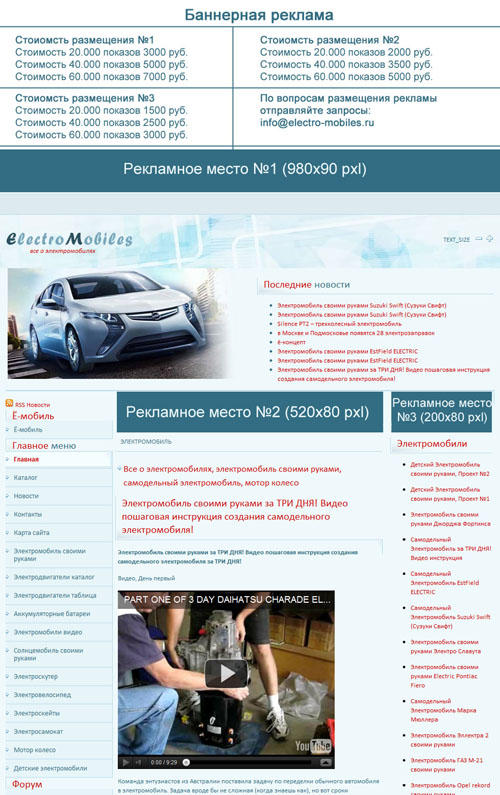 Баннерная реклама
Стоиомсть размещения №1
Стоимость 20.000 показов 3000 руб.
Стоимость 40.000 показов 5000 руб.
Стоимость 60.000 показов 7000 руб.
Стоиомсть размещения №2
Стоимость 20.000 показов 2000 руб.
Стоимость 40.000 показов 3500 руб.
Стоимость 60.000 показов 5000 руб.
Стоиомсть размещения №3
Стоимость 20.000 показов 1500 руб.
Стоимость 40.000 показов 2500 руб.
Стоимость 60.000 показов 3000 руб.
По вопросам размещения рекламы
отправляйте запросы:
info@electro-mobiles.ru
Рекламное место №1 (980x90 pxl)
ElectroMobiles
все о электромобилях
TEXT_SIZE
Последние новости
Электромобиль своими руками Suzuki Swift (Сузуки Свифт)
Электромобиль своими руками Suzuki Swift (Сузуки Свифт)
Silence PT2 – трехколесный электромобиль
в Москве и Подмосковье появятся 28 электрозаправок
ё-концепт
Электромобиль своими руками EstField ELECTRIC
Электромобиль своими руками EstField ELECTRIC
Электромобиль своими руками за ТРИ ДНЯ! Видео пошаговая инструкция
создания самодельного электромобиля!
RSS Новости
Ё-мобиль
Ё-мобиль
Главное меню
Главная
Каталог
Новости
Контакты
Карта сайта
Электромобиль своими
руками
Электродвигатели каталог
Электродвигатели таблица
Аккумуляторные батареи
Электромобили видео
Солнцемобиль своими
руками
Электроскутер
Электровелосипед
Электроскейты
Электросамокат
Мотор колесо
Детские электромобили
Форум
Рекламное место №2 (520x80 pxl)
ЭЛЕКТРОМОБИЛЬ
Все о электромобилях, электромобиль своими руками,
самодельный электромобиль, мотор колесо
Электромобиль своими руками за ТРИ ДНЯ! Видео
пошаговая инструкция создания самодельного
электромобиля!
Электромобиль своими руками за ТРИ ДНЯ! Видео пошаговая инструкция создания
самодельного электромобиля за ТРИ ДНЯ!
Видео, День первый
PART ONE OF 3 DAY DAIHATSU CHARADE EL...
YouTube
0:00 / 9:29
Команда энтузиастов из Австралии поставила задачу по переделки обычного автомобиля
в электромобиль. Задача вроде бы не сложная (когда знаешь как), но вот сроки
Рекламное место
№3 (200x80 pxl)
Электромобили
Детский Электромобиль
своими руками, Проект №2
Детский Электромобиль
своими руками, Проект №1
Электромобиль своими
руками Джорджа Фортинса
Самодельный
Электромобиль за ТРИ ДНЯ!
Видео инструкция
Самодельный
Электромобиль EstField
ELECTRIC
Самодельный
Электромобиль Suzuki Swift
(Сузуки Свифт)
Электромобиль своими
руками Электро Славута
Электромобиль своими
руками Electric Pontiac
Fiero
Самодельный
Электромобиль Марка
Мюллера
Электромобиль Эллектра 2
своими руками
Электромобиль ГАЗ М-21
своими руками
Электромобиль Opel rekord
своими руками